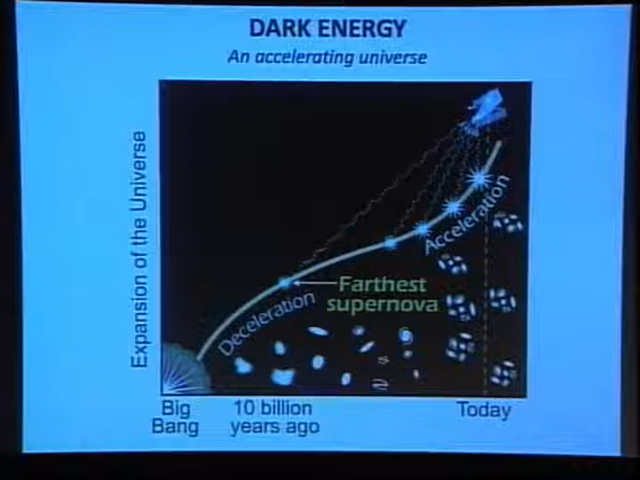 DARK ENERGY
An accelerating universe
Expansion of the Universe
Acceleration
Farthest
supernova
Deceleration
Big
Bang
10 billion
years ago
Today